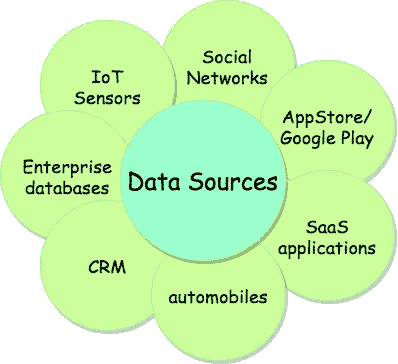 Social
Networks
IoT
Sensors
AppStore/
Google Play
Enterprise
databases
Data Sources
SaaS
applications
CRM
automobiles